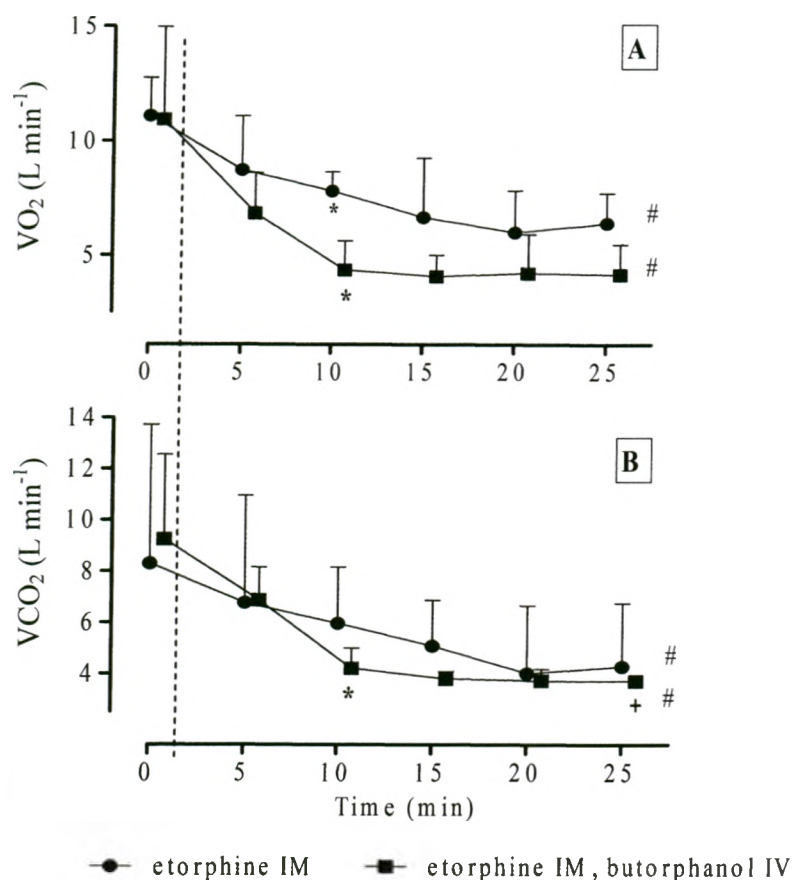 15
A
10
VO₂ (L min⁻¹)
5
*
*
#
#
0 5 10 15 20 25
14
12
B
10
VCO₂ (L min⁻¹)
8
6
4
*
+
#
#
0 5 10 15 20 25
Time (min)
etorphine IM etorphine IM, butorphanol IV